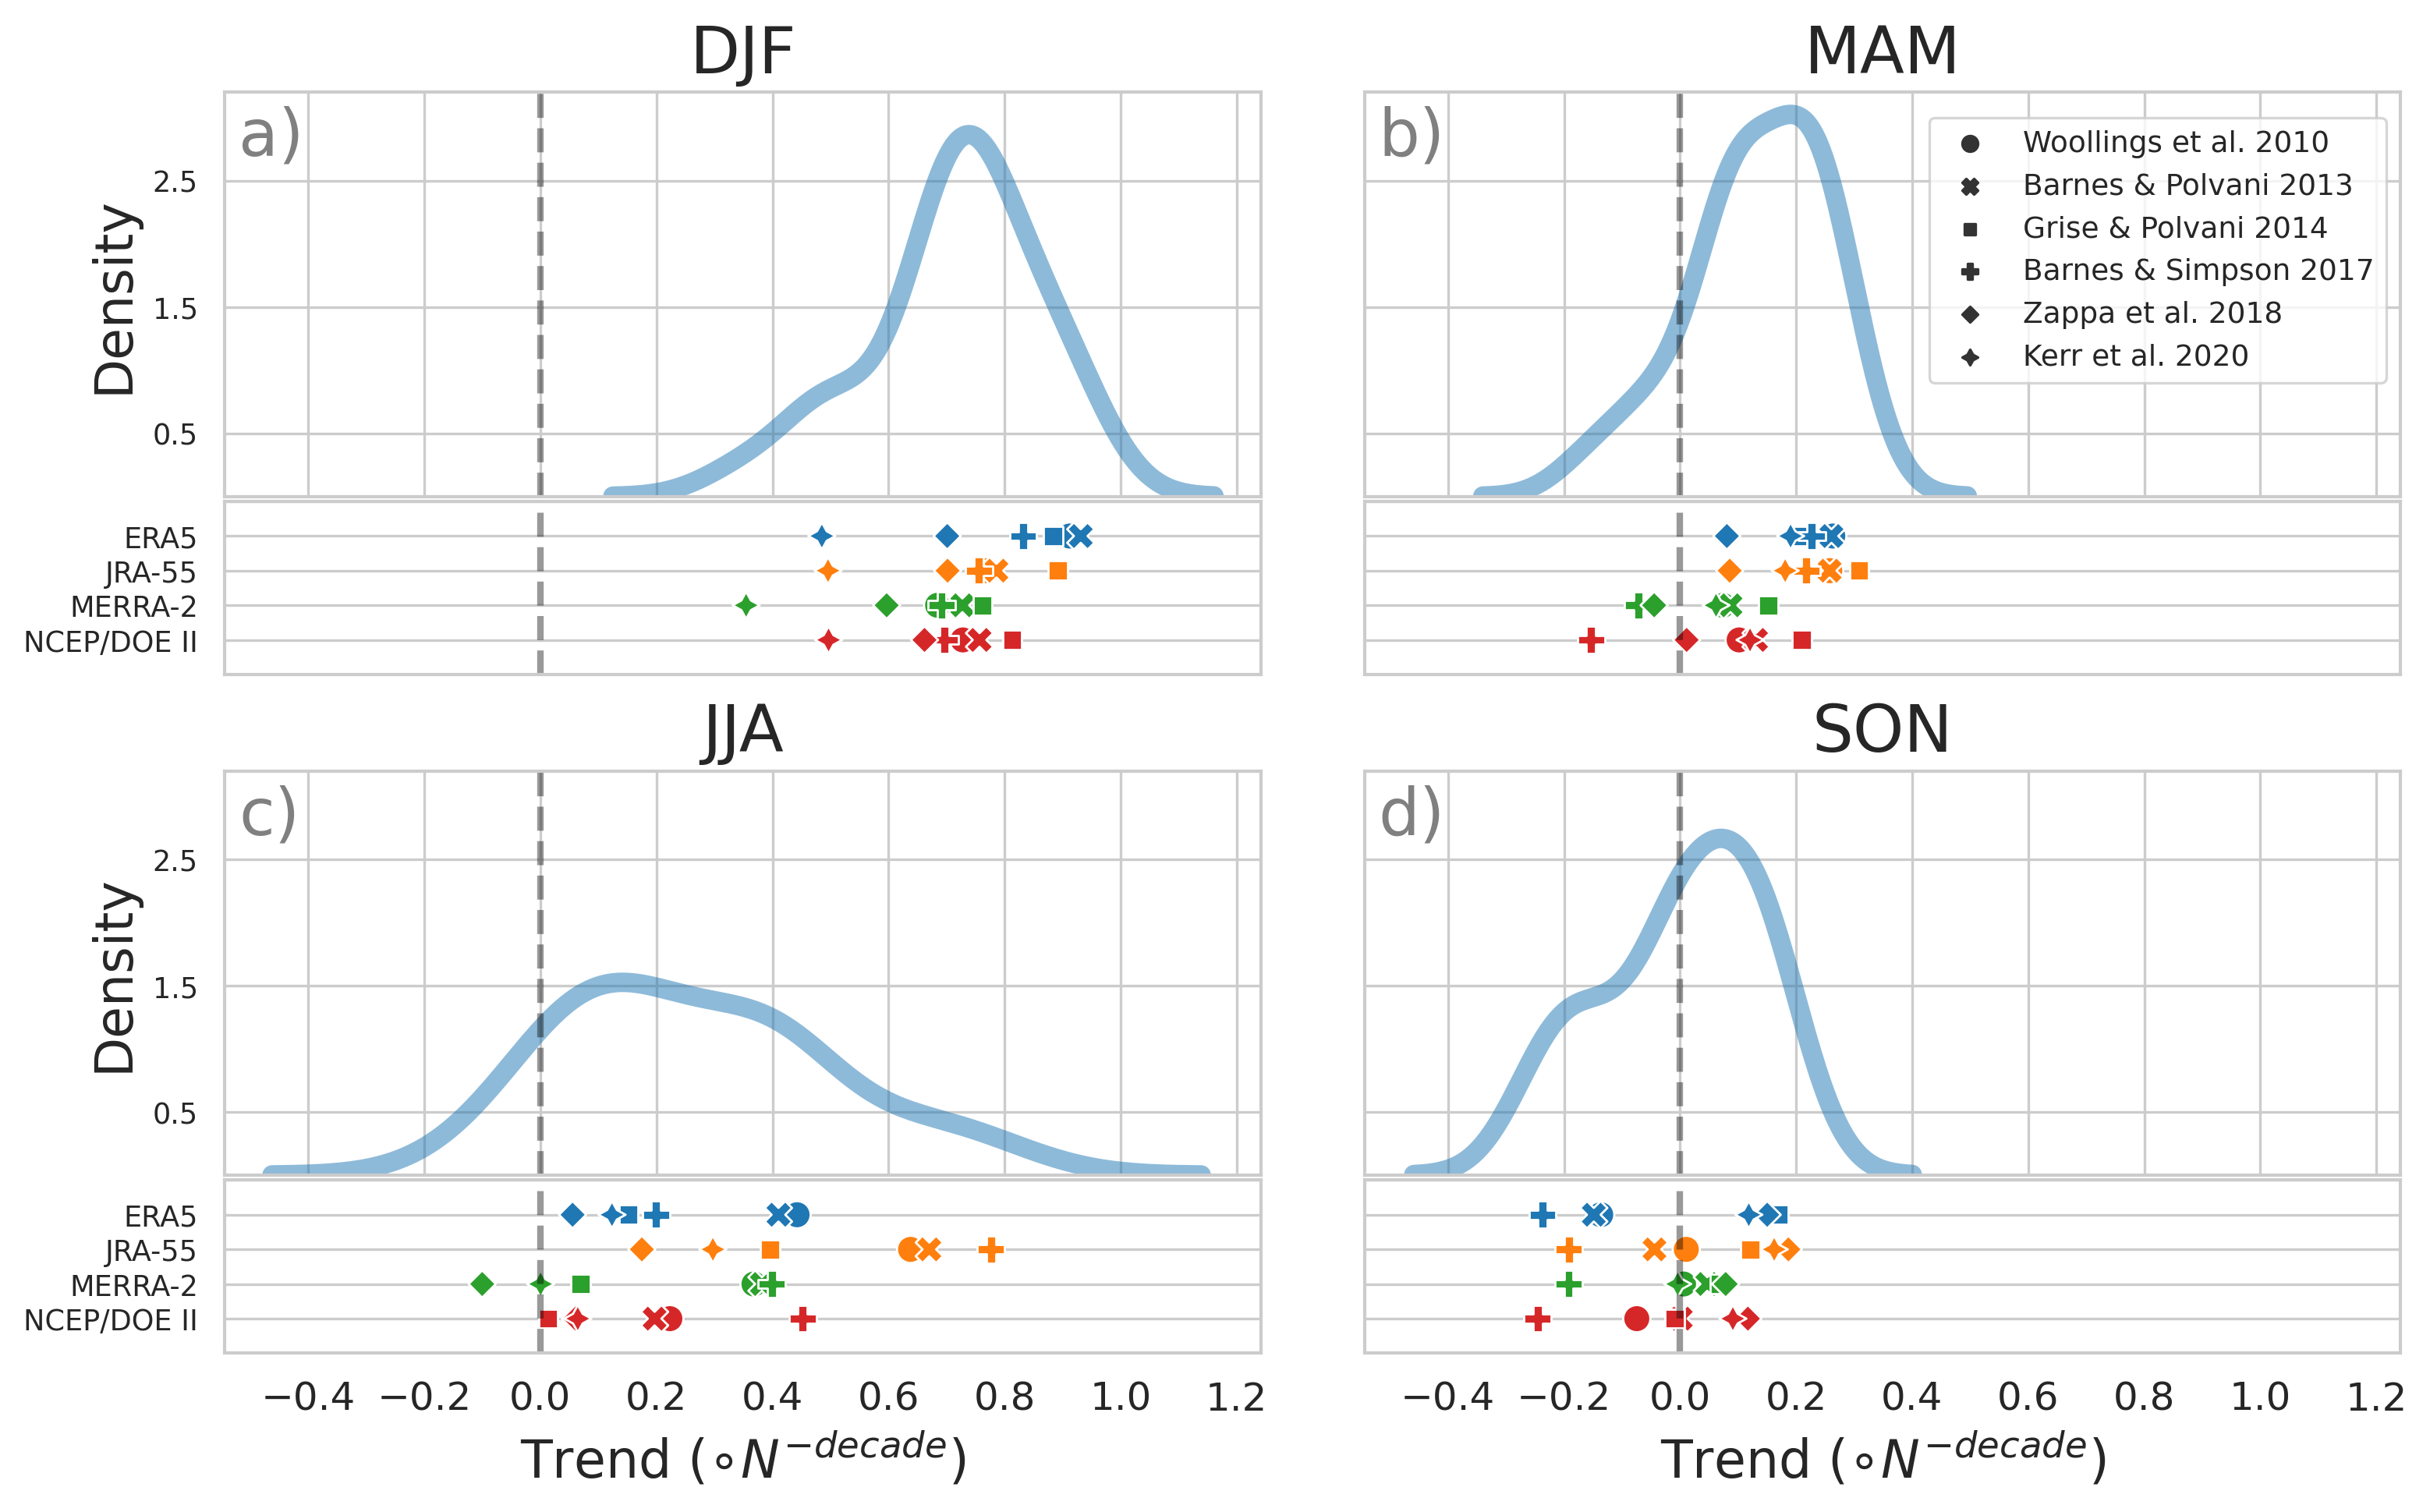 DJF
MAM
a)
b)
Woollings et al. 2010
Barnes & Polvani 2013
Grise & Polvani 2014
Barnes & Simpson 2017
Zappa et al. 2018
Kerr et al. 2020
Density
2.5
1.5
0.5
ERA5
JRA-55
MERRA-2
NCEP/DOE II
JJA
SON
c)
d)
Density
2.5
1.5
0.5
ERA5
JRA-55
MERRA-2
NCEP/DOE II
−0.4 −0.2 0.0 0.2 0.4 0.6 0.8 1.0 1.2
−0.4 −0.2 0.0 0.2 0.4 0.6 0.8 1.0 1.2
Trend (∘N^{−decade})
Trend (∘N^{−decade})